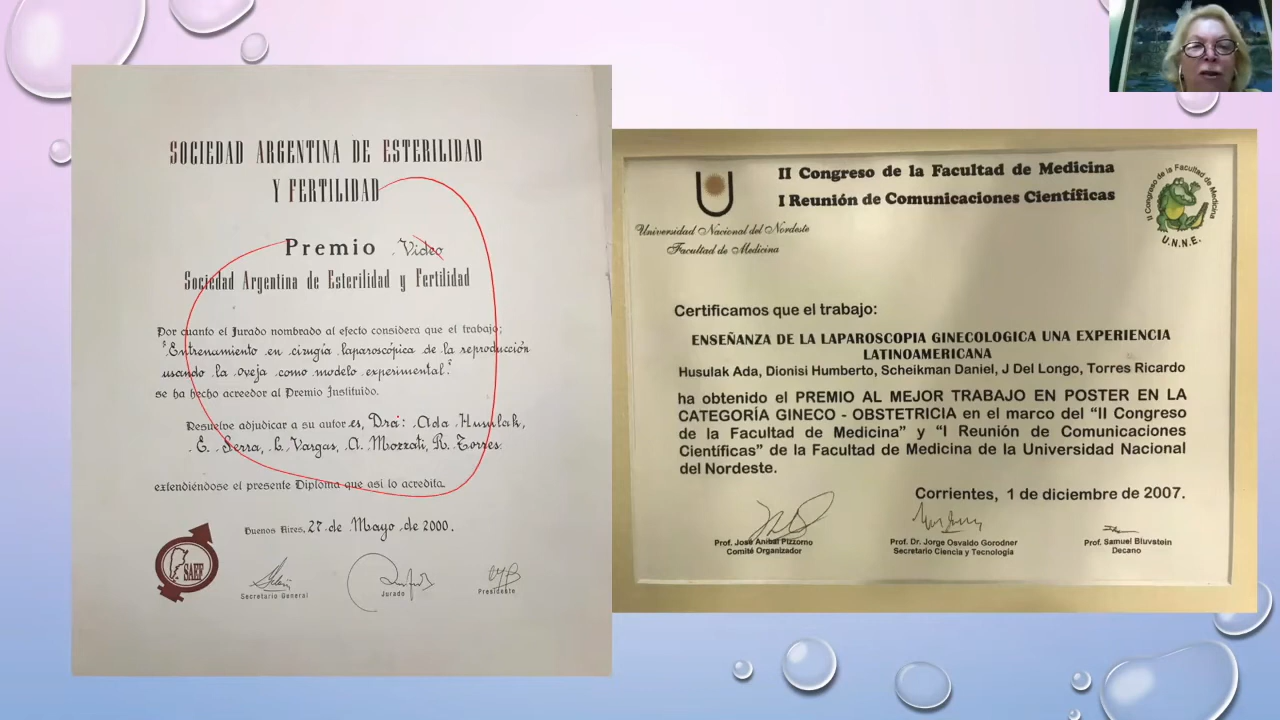 SOCIEDAD ARGENTINA DE ESTERILIDAD
Y FERTILIDAD
Premio Video
Sociedad Argentina de Esterilidad y Fertilidad
Por cuanto el Jurado nombrado al efecto considera que el trabajo:
"Entrenamiento en cirugía laparoscópica de la reproducción
usando la oveja como modelo experimental."
se ha hecho acreedor al Premio Instituído.
Resuelve adjudicar a su autor es, Dra: Ada Husulak,
E. Serra, C. Vargas, A. Mozzati, R. Torres.
extendiéndose el presente Diploma que así lo acredita.
Buenos Aires, 27 de Mayo de 2000.
SAEF
Secretario General
Jurado
Presidente
II Congreso de la Facultad de Medicina
I Reunión de Comunicaciones Científicas
Universidad Nacional del Nordeste
Facultad de Medicina
II Congreso de la Facultad de Medicina
U.N.N.E.
Certificamos que el trabajo:
ENSEÑANZA DE LA LAPAROSCOPIA GINECOLOGICA UNA EXPERIENCIA
LATINOAMERICANA
Husulak Ada, Dionisi Humberto, Scheikman Daniel, J Del Longo, Torres Ricardo
ha obtenido el PREMIO AL MEJOR TRABAJO EN POSTER EN LA
CATEGORÍA GINECO - OBSTETRICIA en el marco del "II Congreso
de la Facultad de Medicina" y "I Reunión de Comunicaciones
Científicas" de la Facultad de Medicina de la Universidad Nacional
del Nordeste.
Corrientes, 1 de diciembre de 2007.
Prof. José Aníbal Pizzorno
Comité Organizador
Prof. Dr. Jorge Osvaldo Gorodner
Secretario Ciencia y Tecnología
Prof. Samuel Bluvstein
Decano